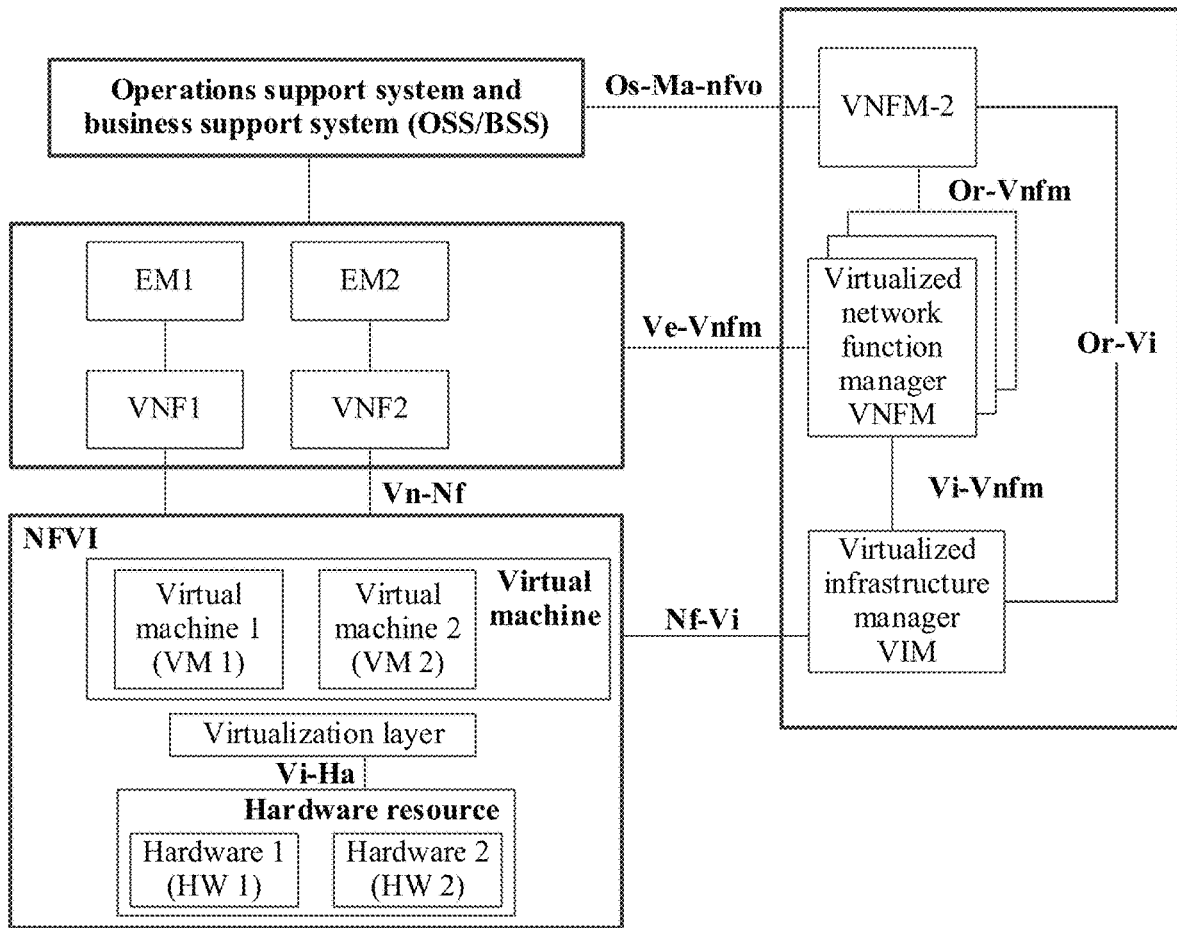 Operations support system and
business support system (OSS/BSS)
Os-Ma-nfvo
VNFM-2
Or-Vnfm
EM1
EM2
VNF1
VNF2
Ve-Vnfm
Virtualized
network
function
manager
VNFM
Or-Vi
Vn-Nf
Vi-Vnfm
NFVI
Virtual
machine 1
(VM 1)
Virtual
machine 2
(VM 2)
Virtual
machine
Nf-Vi
Virtualized
infrastructure
manager
VIM
Virtualization layer
Vi-Ha
Hardware resource
Hardware 1
(HW 1)
Hardware 2
(HW 2)